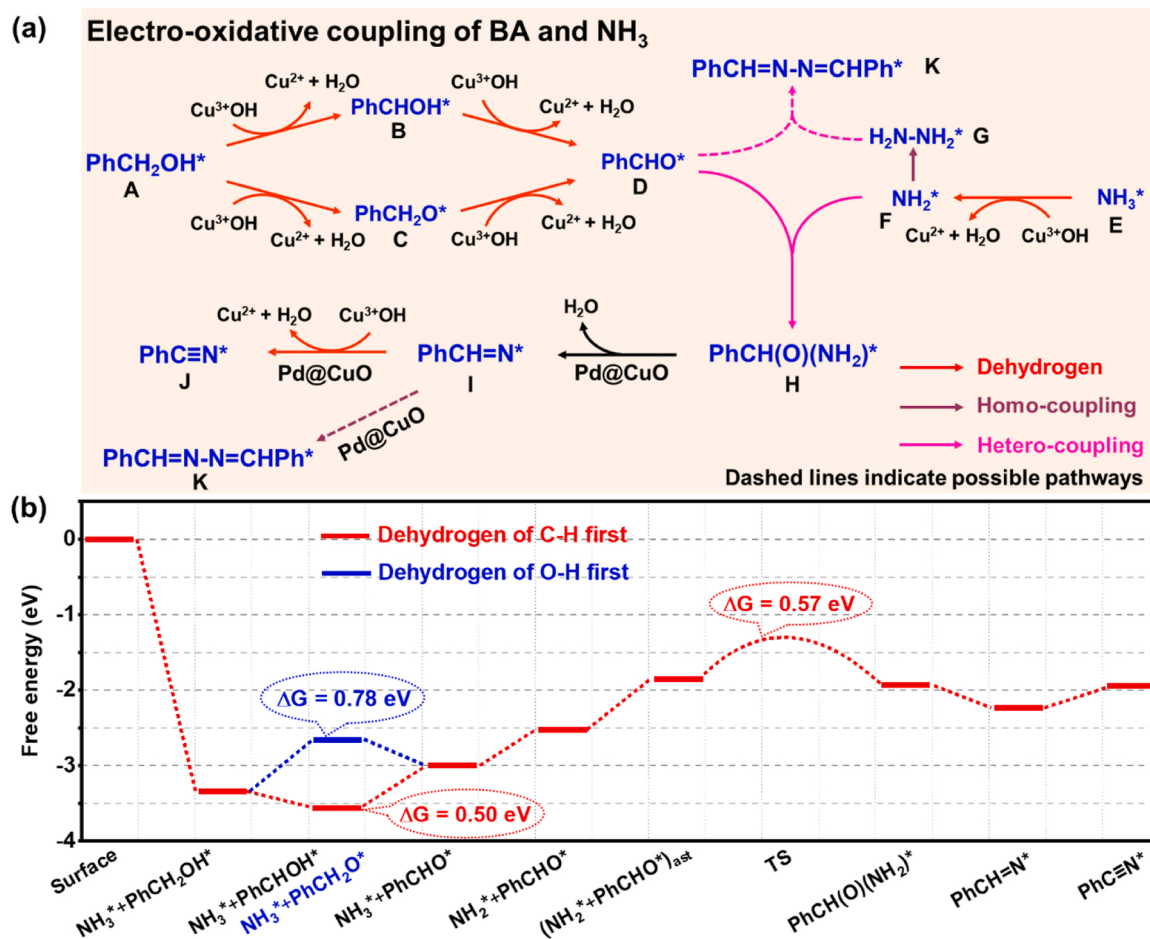 (a)
Electro-oxidative coupling of BA and NH₃
PhCH=N-N=CHPh* K
Cu²⁺ + H₂O
Cu³⁺OH
Cu³⁺OH
PhCHOH*
B
Cu²⁺ + H₂O
H₂N-NH₂* G
PhCH₂OH*
A
PhCHO*
D
Cu³⁺OH
Cu²⁺ + H₂O
PhCH₂O*
C
Cu³⁺OH
Cu²⁺ + H₂O
NH₂*
F
Cu²⁺ + H₂O
Cu³⁺OH
NH₃*
E
Cu²⁺ + H₂O
Cu³⁺OH
H₂O
PhC≡N*
J
Pd@CuO
PhCH=N*
I
Pd@CuO
PhCH(O)(NH₂)*
H
Pd@CuO
PhCH=N-N=CHPh*
K
Dehydrogen
Homo-coupling
Hetero-coupling
Dashed lines indicate possible pathways
(b)
Free energy (eV)
0
-1
-2
-3
-4
Dehydrogen of C-H first
Dehydrogen of O-H first
ΔG = 0.57 eV
ΔG = 0.78 eV
ΔG = 0.50 eV
Surface
NH₃*+PhCH₂OH*
NH₃*+PhCHOH*
NH₃*+PhCH₂O*
NH₃*+PhCHO*
NH₂*+PhCHO*
(NH₂*+PhCHO*)ₐₛₜ
TS
PhCH(O)(NH₂)*
PhCH=N*
PhC≡N*